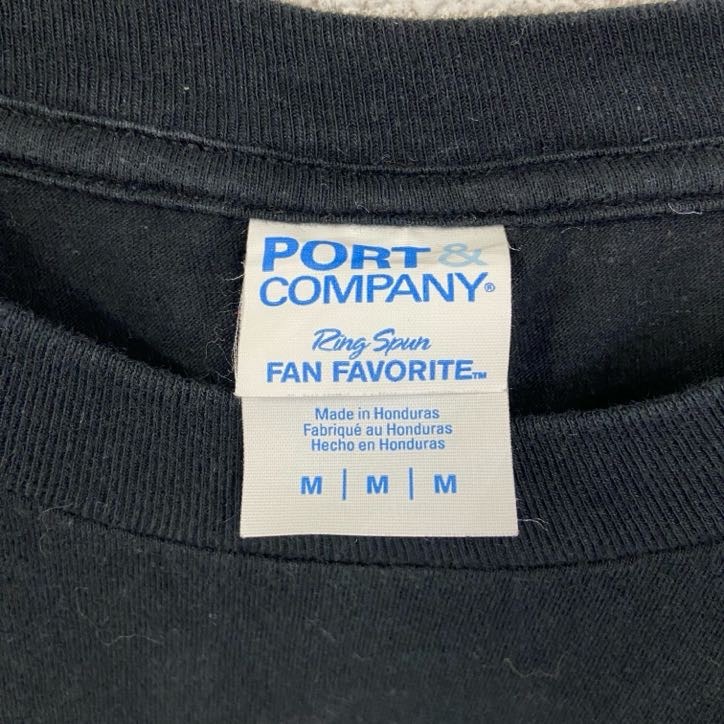 PORT &
COMPANY®
Ring Spun
FAN FAVORITE™
Made in Honduras
Fabriqué au Honduras
Hecho en Honduras
M | M | M